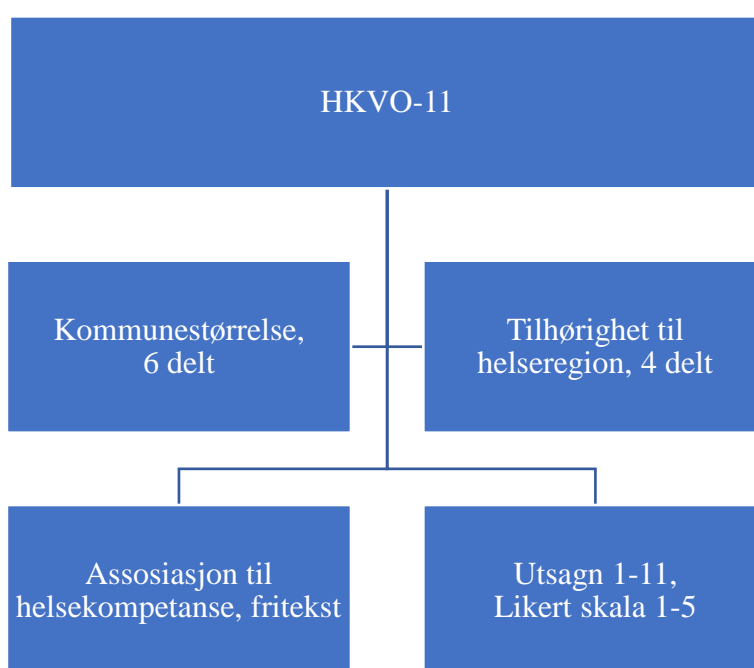 HKVO-11
Kommunestørrelse,
6 delt
Tilhørighet til
helseregion, 4 delt
Assosiasjon til
helsekompetanse, fritekst
Utsagn 1-11,
Likert skala 1-5